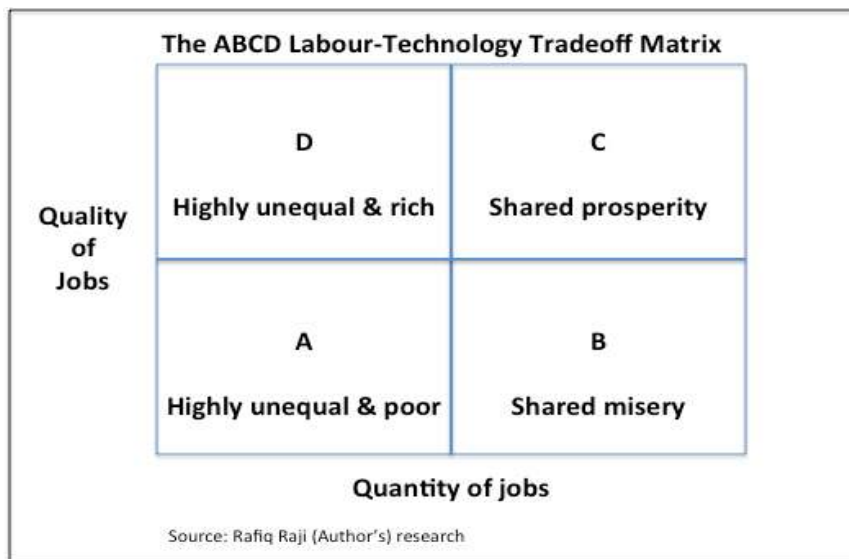 The ABCD Labour-Technology Tradeoff Matrix
D
Highly unequal & rich
C
Shared prosperity
Quality
of
Jobs
A
Highly unequal & poor
B
Shared misery
Quantity of jobs
Source: Rafiq Raji (Author's) research